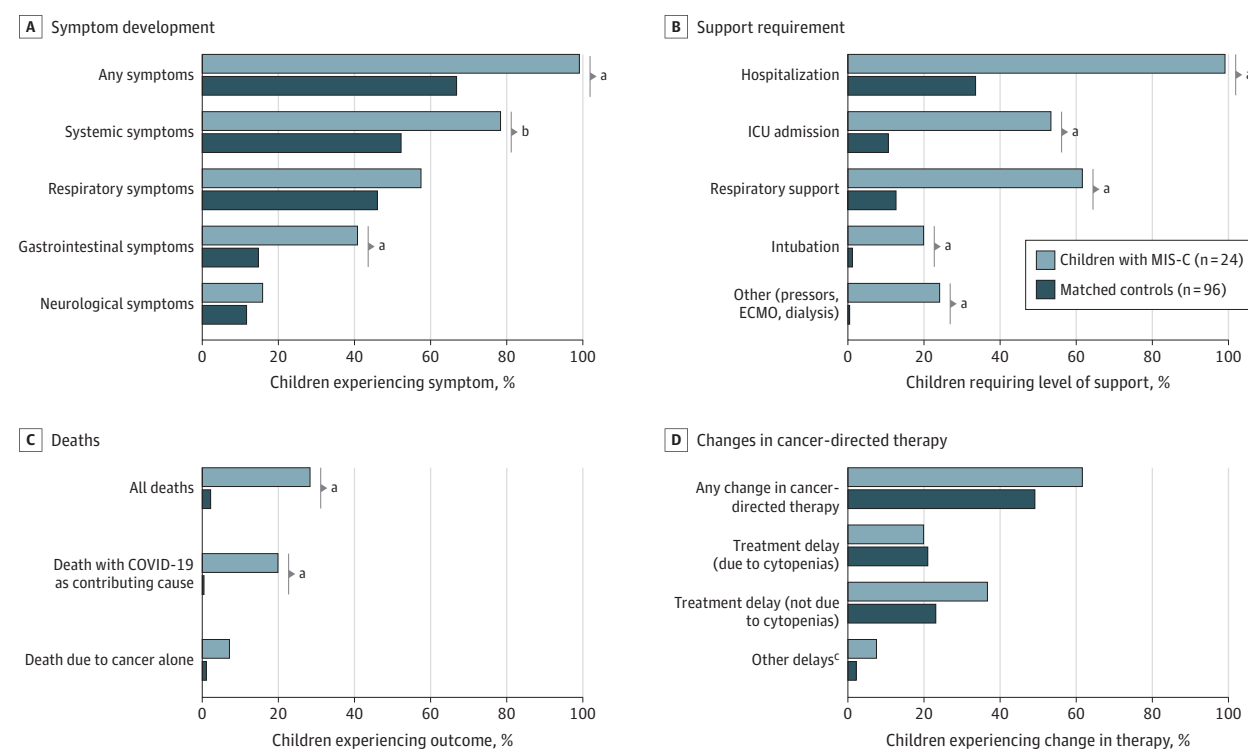 A Symptom development
Any symptoms
a
Systemic symptoms
b
Respiratory symptoms
Gastrointestinal symptoms
a
Neurological symptoms
0 20 40 60 80 100
Children experiencing symptom, %
B Support requirement
Hospitalization
a
ICU admission
a
Respiratory support
a
Intubation
a
Other (pressors,
ECMO, dialysis)
a
Children with MIS-C (n=24)
Matched controls (n=96)
0 20 40 60 80 100
Children requiring level of support, %
C Deaths
All deaths
a
Death with COVID-19
as contributing cause
a
Death due to cancer alone
0 20 40 60 80 100
Children experiencing outcome, %
D Changes in cancer-directed therapy
Any change in cancer-
directed therapy
Treatment delay
(due to cytopenias)
Treatment delay (not due
to cytopenias)
Other delaysᶜ
0 20 40 60 80 100
Children experiencing change in therapy, %